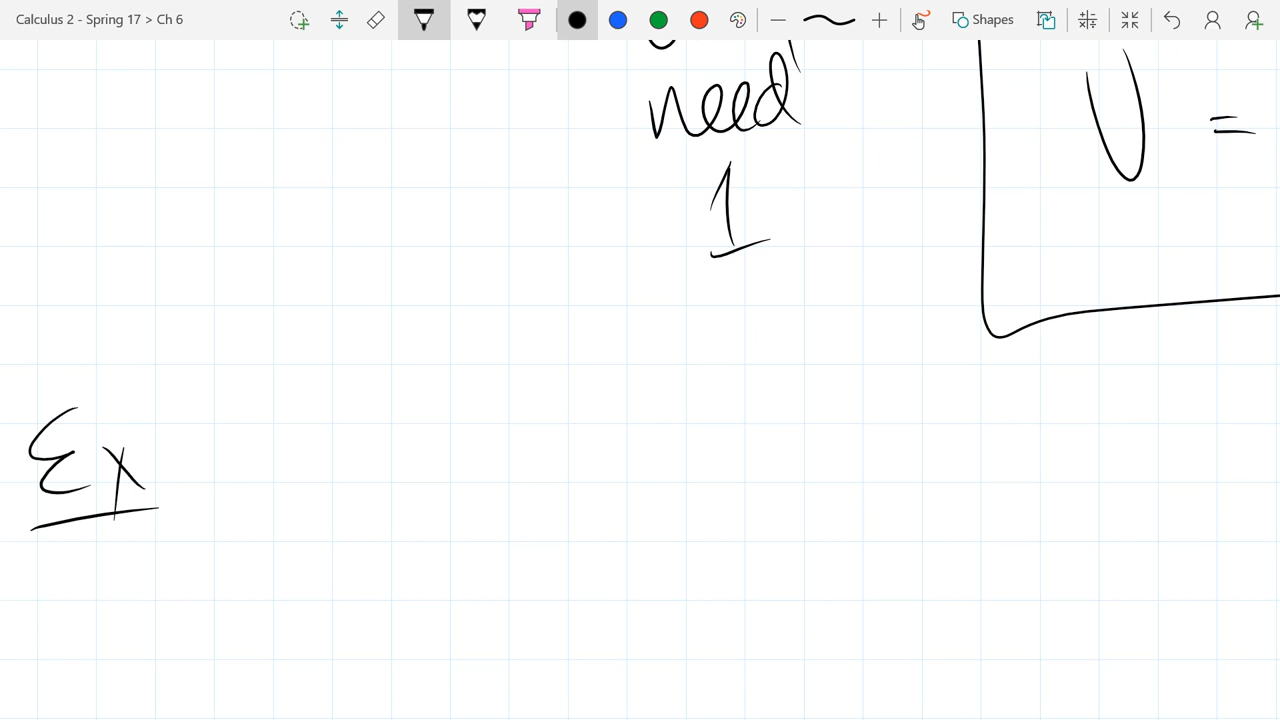 Calculus 2 - Spring 17 > Ch 6
Shapes
need
1
U =
Ex